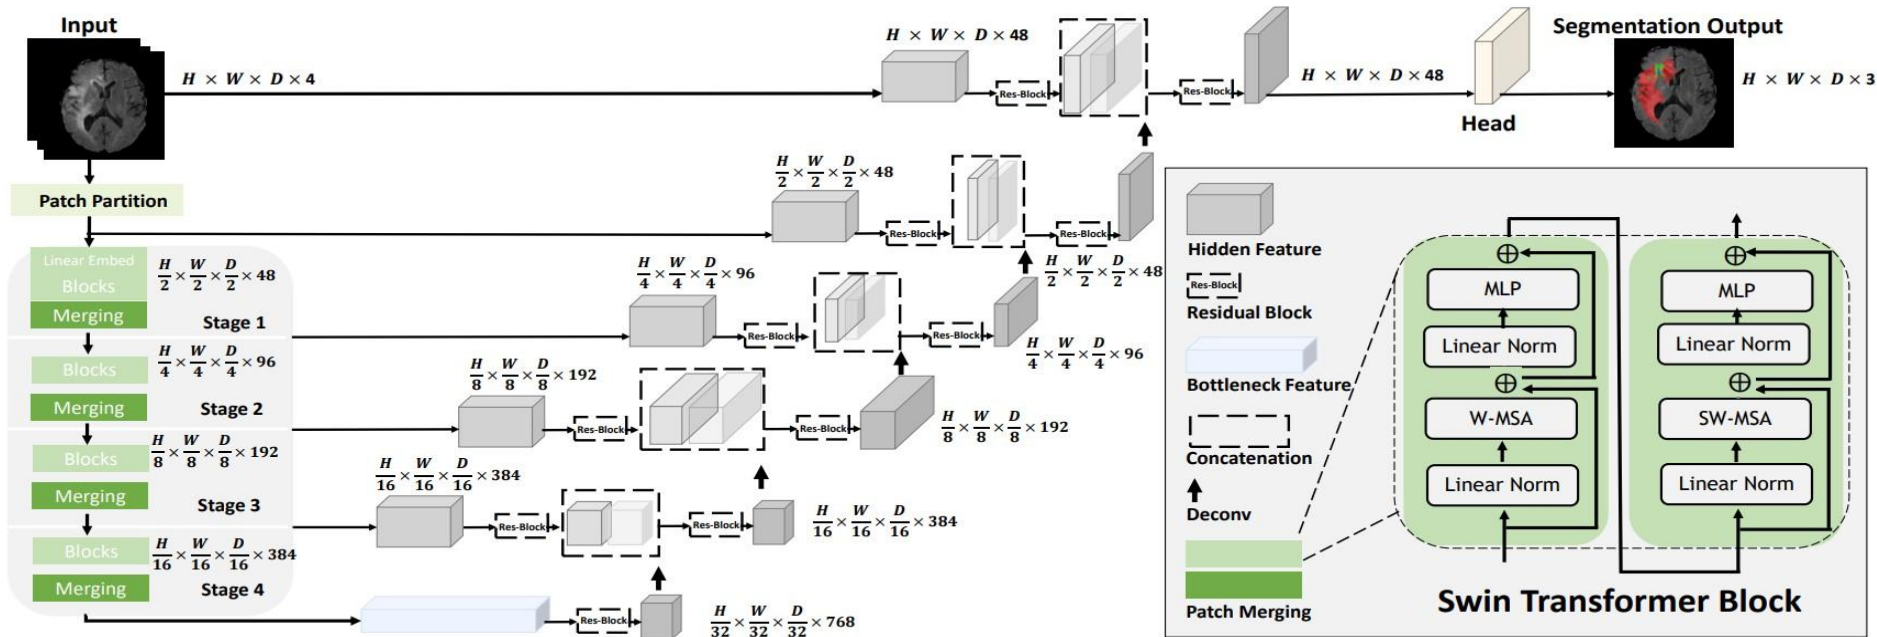 Input
H × W × D × 4
H × W × D × 48
Res-Block
Res-Block
H × W × D × 48
Head
Segmentation Output
H × W × D × 3
Patch Partition
H/2 × W/2 × D/2 × 48
Res-Block
Res-Block
H/2 × W/2 × D/2 × 48
Linear Embed
Blocks
H/2 × W/2 × D/2 × 48
Merging
Stage 1
H/4 × W/4 × D/4 × 96
Res-Block
Res-Block
H/4 × W/4 × D/4 × 96
Blocks
H/4 × W/4 × D/4 × 96
Merging
Stage 2
H/8 × W/8 × D/8 × 192
Res-Block
Res-Block
H/8 × W/8 × D/8 × 192
Blocks
H/8 × W/8 × D/8 × 192
Merging
Stage 3
H/16 × W/16 × D/16 × 384
Res-Block
Res-Block
H/16 × W/16 × D/16 × 384
Blocks
H/16 × W/16 × D/16 × 384
Merging
Stage 4
Res-Block
H/32 × W/32 × D/32 × 768
Hidden Feature
Res-Block
Residual Block
Bottleneck Feature
Concatenation
Deconv
Patch Merging
MLP
Linear Norm
W-MSA
Linear Norm
MLP
Linear Norm
SW-MSA
Linear Norm
Swin Transformer Block